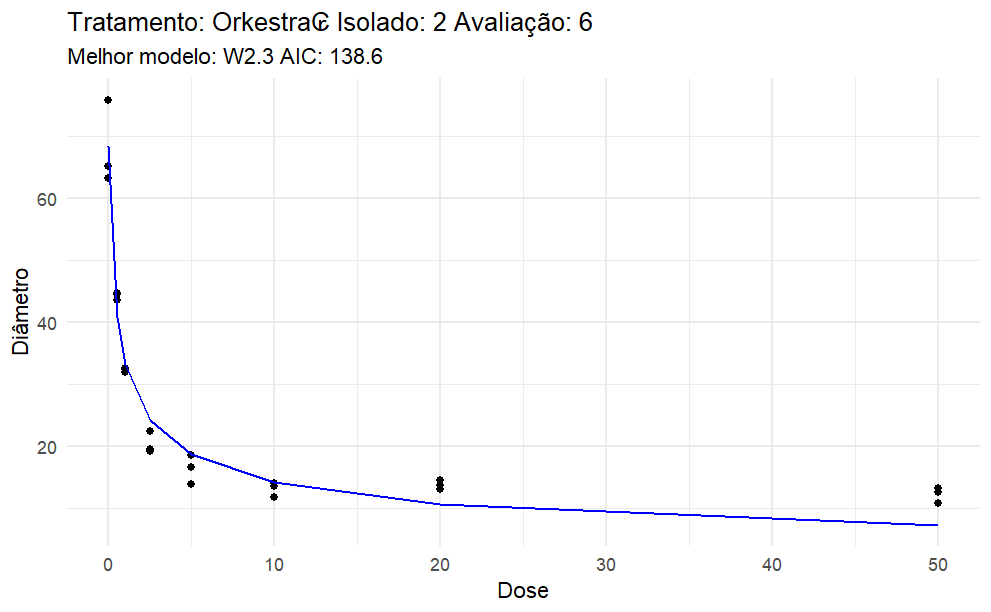 Tratamento: Orkestra₢ Isolado: 2 Avaliação: 6
Melhor modelo: W2.3 AIC: 138.6
Diâmetro
60
40
20
0 10 20 30 40 50
Dose